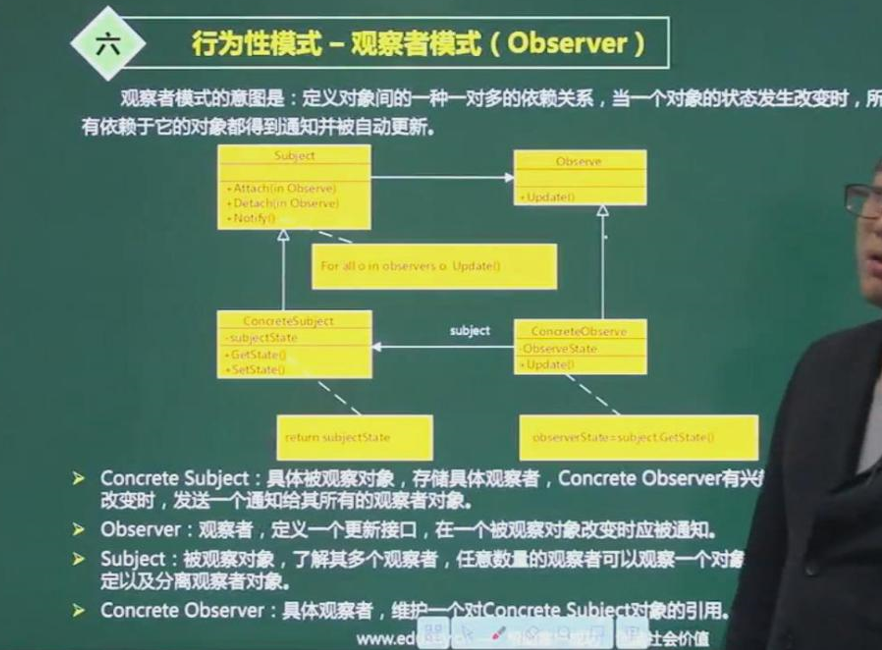 六
行为性模式 – 观察者模式（Observer）
观察者模式的意图是：定义对象间的一种一对多的依赖关系，当一个对象的状态发生改变时，所
有依赖于它的对象都得到通知并被自动更新。
Subject
+Attach(in Observe)
+Detach(in Observe)
+Notify()
Observe
+Update()
For all o in observers o. Update()
ConcreteSubject
-subjectState
+GetState()
+SetState()
subject
ConcreteObserve
-ObserveState
+Update()
return subjectState
observerState=subject.GetState()
Concrete Subject：具体被观察对象，存储具体观察者，Concrete Observer有兴
改变时，发送一个通知给其所有的观察者对象。
Observer：观察者，定义一个更新接口，在一个被观察对象改变时应被通知。
Subject：被观察对象，了解其多个观察者，任意数量的观察者可以观察一个对象
定以及分离观察者对象。
Concrete Observer：具体观察者，维护一个对Concrete Subject对象的引用。
www.edu
社会价值